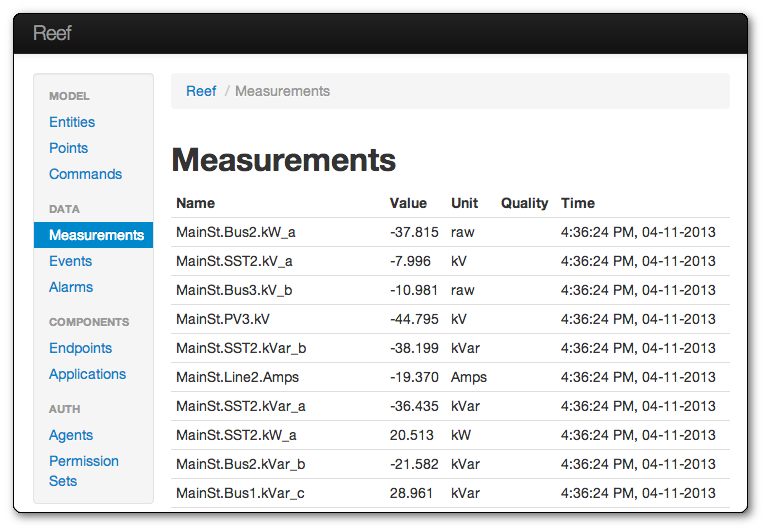 Reef
MODEL
Entities
Points
Commands
DATA
Measurements
Events
Alarms
COMPONENTS
Endpoints
Applications
AUTH
Agents
Permission
Sets
Reef / Measurements
Measurements
Name Value Unit Quality Time
MainSt.Bus2.kW_a -37.815 raw 4:36:24 PM, 04-11-2013
MainSt.SST2.kV_a -7.996 kV 4:36:24 PM, 04-11-2013
MainSt.Bus3.kV_b -10.981 raw 4:36:24 PM, 04-11-2013
MainSt.PV3.kV -44.795 kV 4:36:24 PM, 04-11-2013
MainSt.SST2.kVar_b -38.199 kVar 4:36:24 PM, 04-11-2013
MainSt.Line2.Amps -19.370 Amps 4:36:24 PM, 04-11-2013
MainSt.SST2.kVar_a -36.435 kVar 4:36:24 PM, 04-11-2013
MainSt.SST2.kW_a 20.513 kW 4:36:24 PM, 04-11-2013
MainSt.Bus2.kVar_b -21.582 kVar 4:36:24 PM, 04-11-2013
MainSt.Bus1.kVar_c 28.961 kVar 4:36:24 PM, 04-11-2013